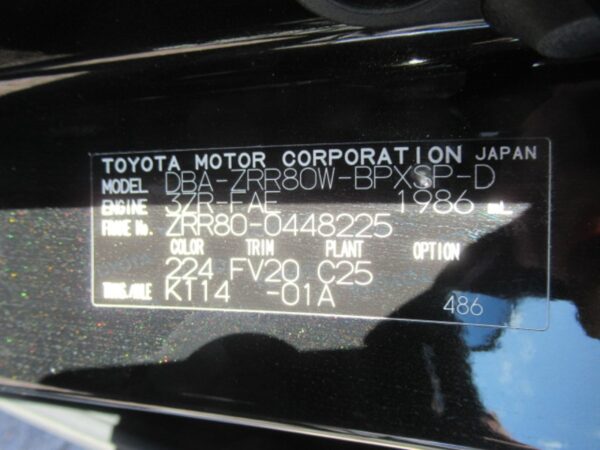 TOYOTA MOTOR CORPORATION JAPAN
MODEL DBA-ZRR80W-BPXSP-D
ENGINE 3ZR-FAE 1986 mL
FRAME No. ZRR80-0448225
COLOR TRIM PLANT OPTION
224 FV20 C25
TRANS/AXLE KT14 -01A
486